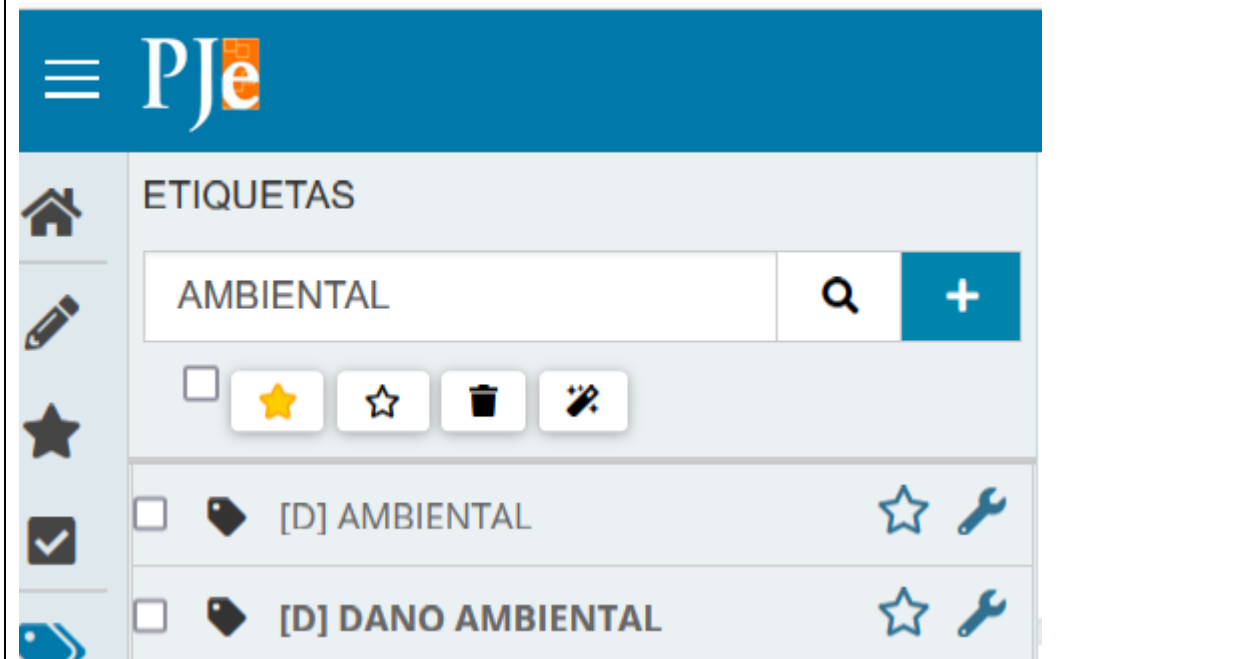 PJe
ETIQUETAS
AMBIENTAL
[D] AMBIENTAL
[D] DANO AMBIENTAL